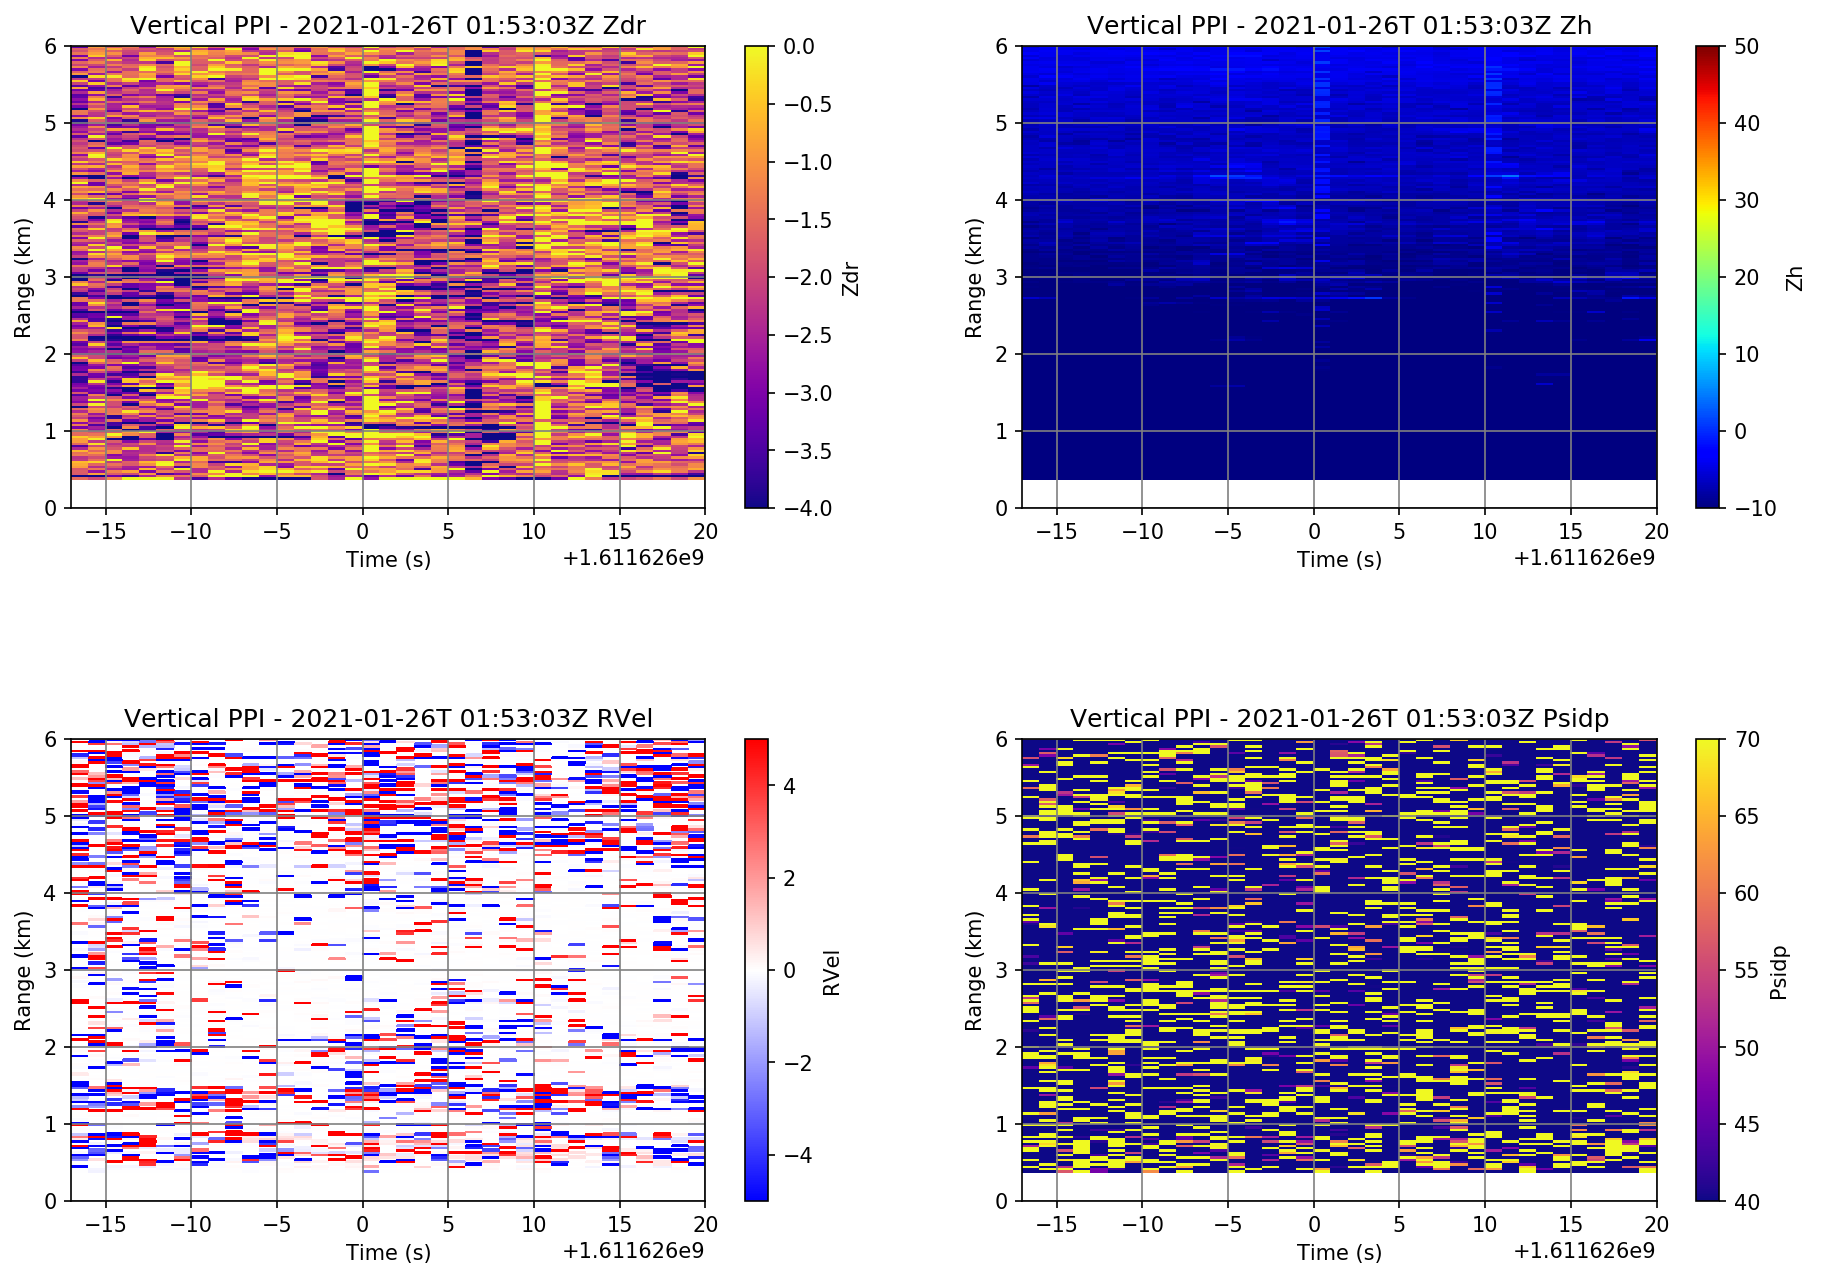 Vertical PPI - 2021-01-26T 01:53:03Z Zdr
6
5
4
3
2
1
0
Range (km)
−15 −10 −5 0 5 10 15 20
Time (s)
+1.611626e9
0.0
−0.5
−1.0
−1.5
−2.0
−2.5
−3.0
−3.5
−4.0
Zdr
Vertical PPI - 2021-01-26T 01:53:03Z Zh
6
5
4
3
2
1
0
Range (km)
−15 −10 −5 0 5 10 15 20
Time (s)
+1.611626e9
50
40
30
20
10
0
−10
Zh
Vertical PPI - 2021-01-26T 01:53:03Z RVel
6
5
4
3
2
1
0
Range (km)
−15 −10 −5 0 5 10 15 20
Time (s)
+1.611626e9
4
2
0
−2
−4
RVel
Vertical PPI - 2021-01-26T 01:53:03Z Psidp
6
5
4
3
2
1
0
Range (km)
−15 −10 −5 0 5 10 15 20
Time (s)
+1.611626e9
70
65
60
55
50
45
40
Psidp